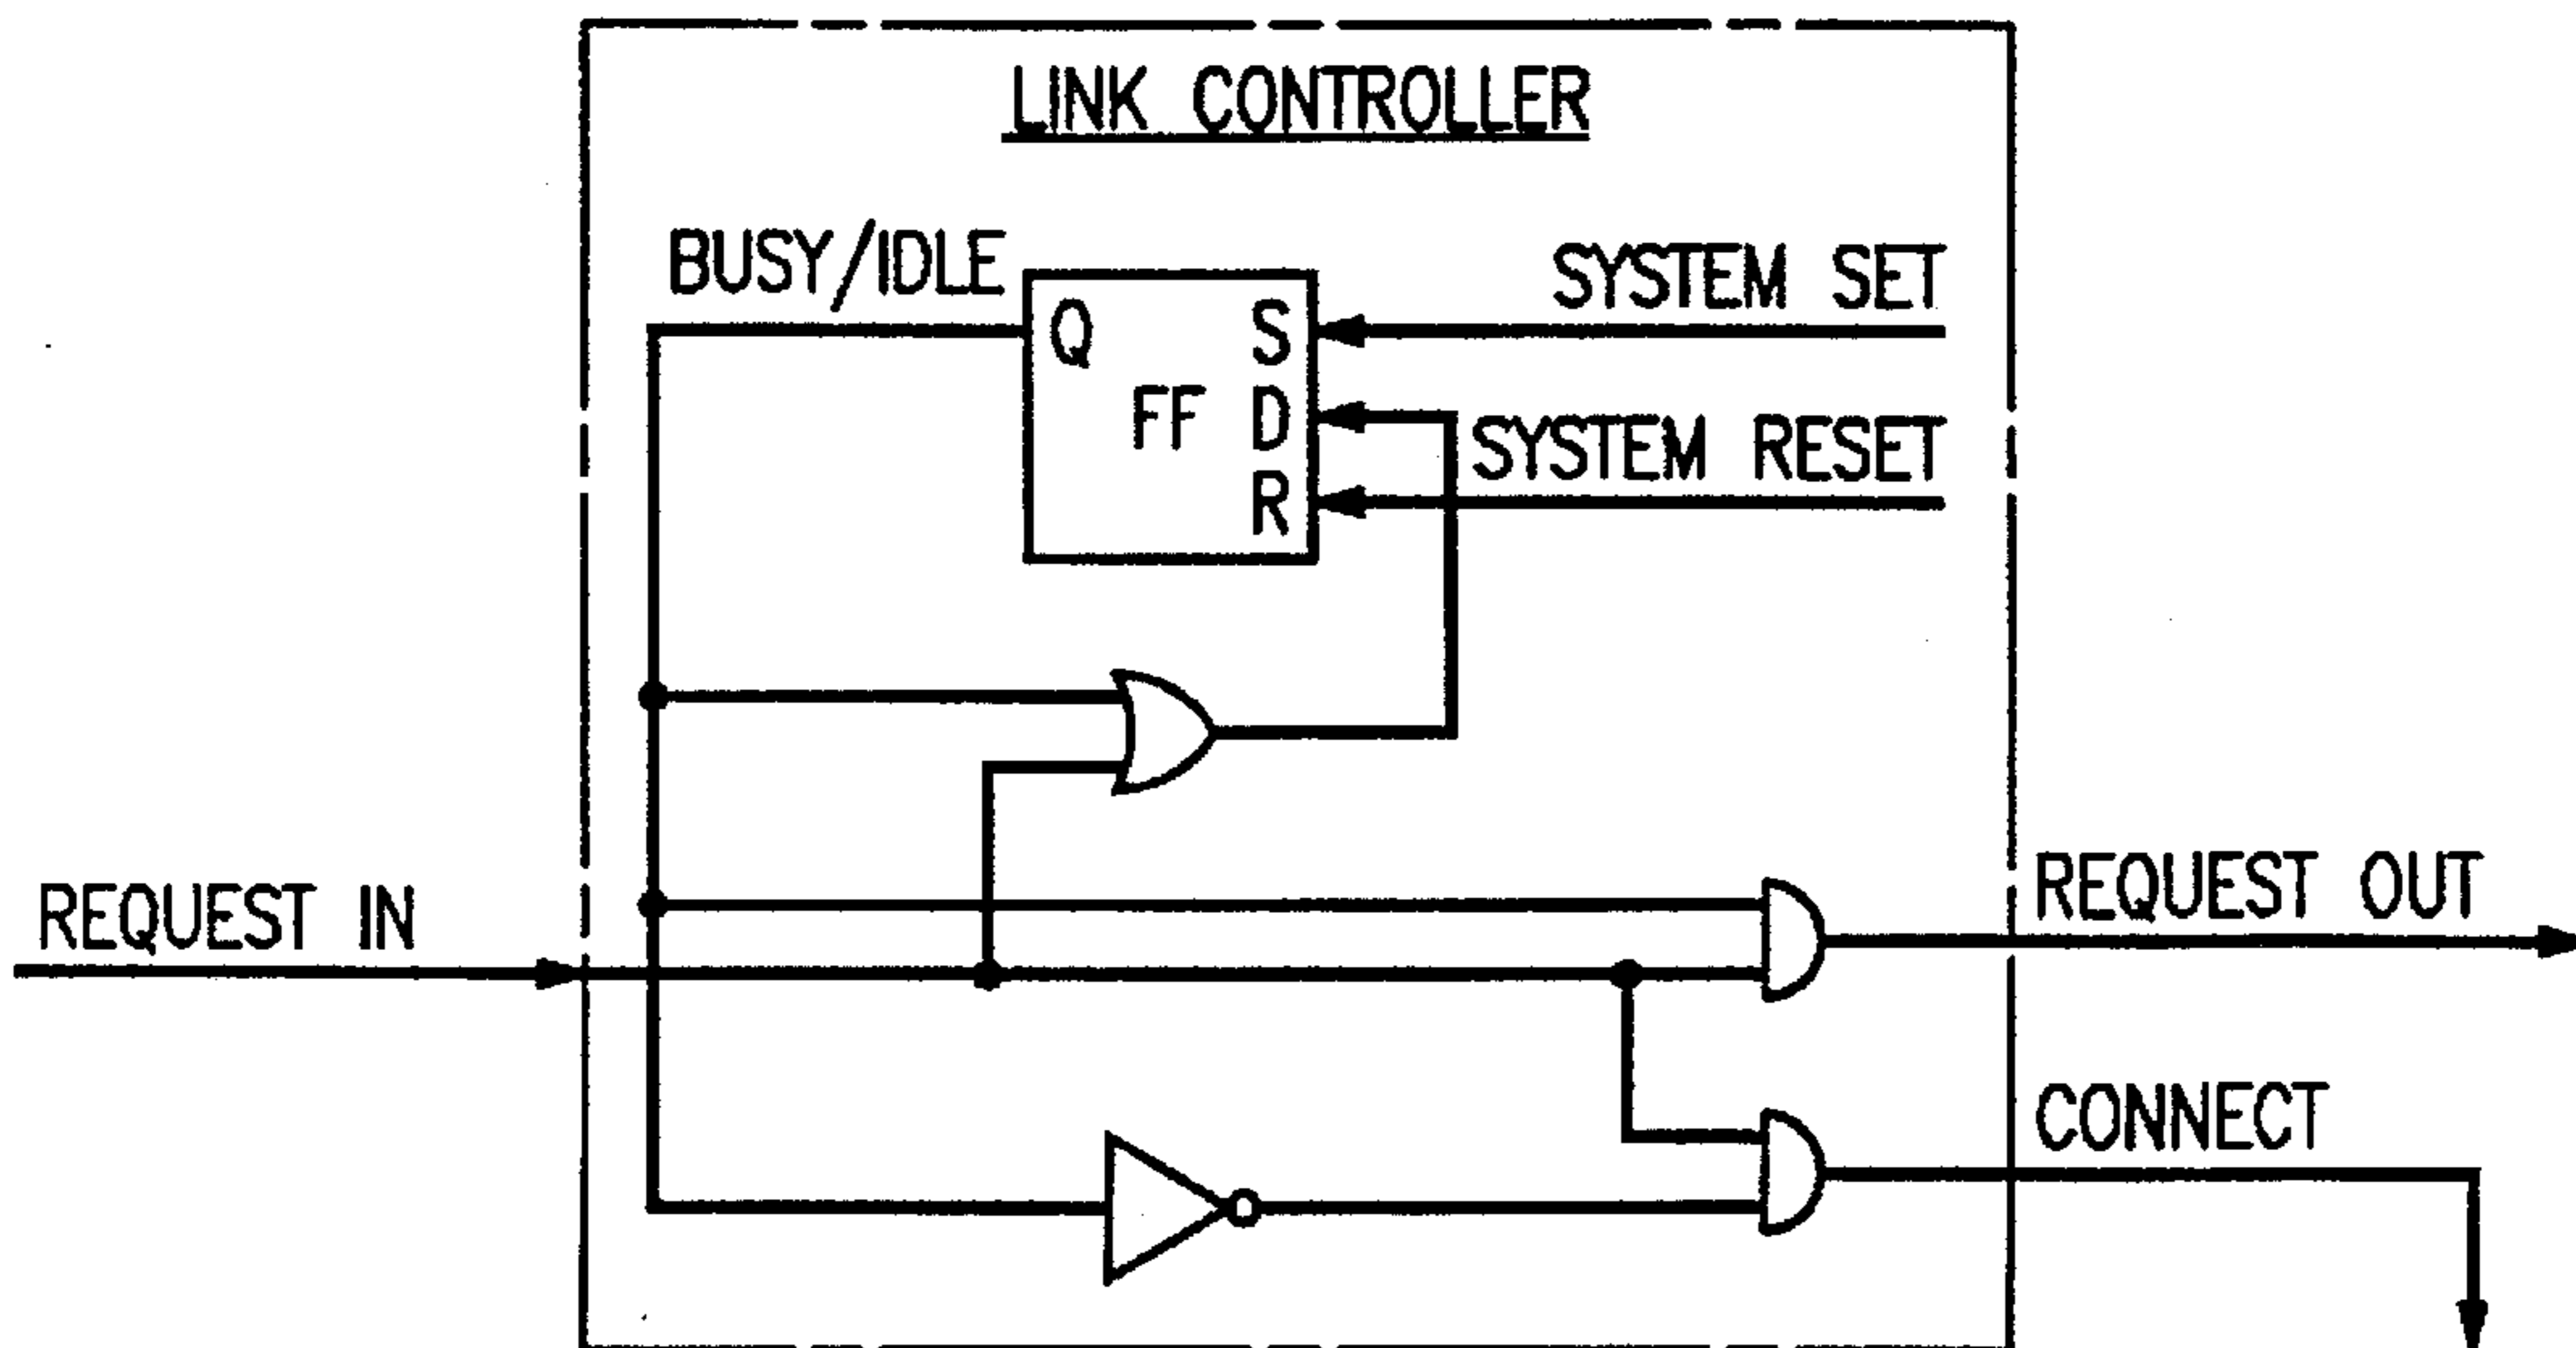 LINK CONTROLLER
BUSY/IDLE
SYSTEM SET
Q S
FF D
SYSTEM RESET
R
REQUEST IN
REQUEST OUT
CONNECT